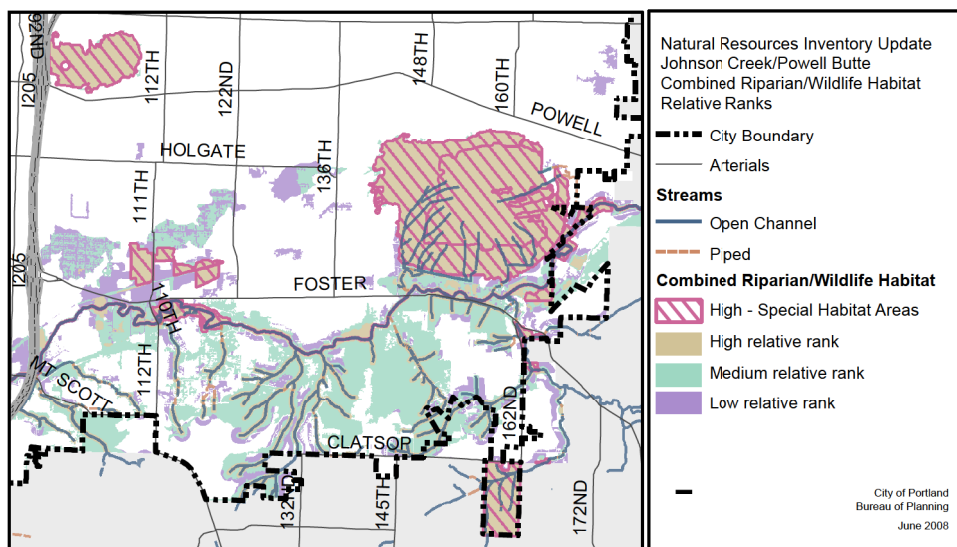 92ND
I205
112TH
122ND
148TH
160TH
POWELL
HOLGATE
136TH
111TH
I205
FOSTER
110TH
MT SCOTT
112TH
162ND
CLATSOP
132ND
145TH
172ND
Natural Resources Inventory Update
Johnson Creek/Powell Butte
Combined Riparian/Wildlife Habitat
Relative Ranks
City Boundary
Arterials
Streams
Open Channel
Piped
Combined Riparian/Wildlife Habitat
High - Special Habitat Areas
High relative rank
Medium relative rank
Low relative rank
City of Portland
Bureau of Planning
June 2008